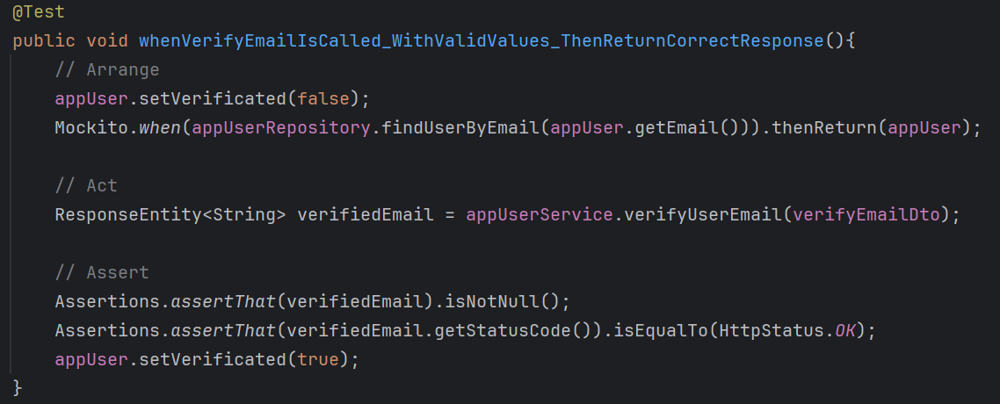 @Test
public void whenVerifyEmailIsCalled_WithValidValues_ThenReturnCorrectResponse(){
    // Arrange
    appUser.setVerificated(false);
    Mockito.when(appUserRepository.findUserByEmail(appUser.getEmail())).thenReturn(appUser);

    // Act
    ResponseEntity<String> verifiedEmail = appUserService.verifyUserEmail(verifyEmailDto);

    // Assert
    Assertions.assertThat(verifiedEmail).isNotNull();
    Assertions.assertThat(verifiedEmail.getStatusCode()).isEqualTo(HttpStatus.OK);
    appUser.setVerificated(true);
}